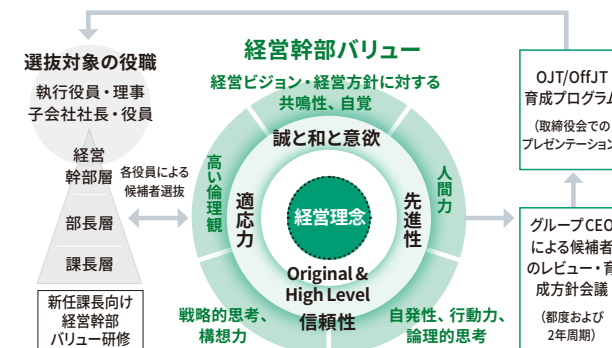 選抜対象の役職
執行役員・理事
子会社社長・役員
経営
幹部層
部長層
課長層
新任課長向け
経営幹部
バリュー研修
各役員による
候補者選抜
経営幹部バリュー
経営ビジョン・経営方針に対する
共鳴性、自覚
誠と和と意欲
高い倫理観
適応力
経営理念
先進性
人間力
Original &
High Level
信頼性
戦略的思考、
構想力
自発性、行動力、
論理的思考
OJT/OffJT
育成プログラム
(取締役会での
プレゼンテーション
グループCEO
による候補者
のレビュー・育
成方針会議
(都度および
2年周期)